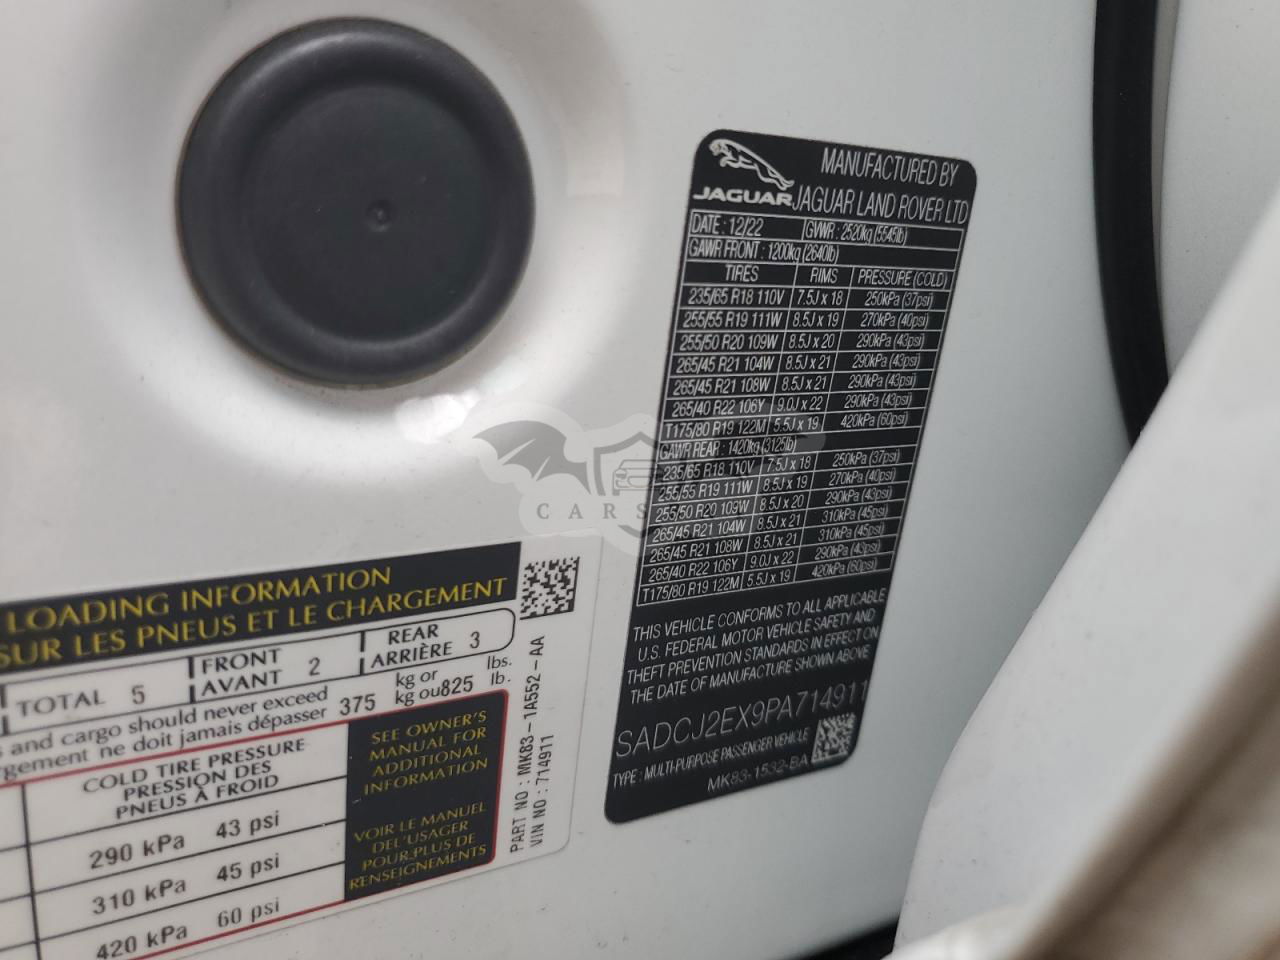 MANUFACTURED BY
JAGUAR JAGUAR LAND ROVER LTD
DATE : 12/22 GVWR : 2520kg (5545lb)
GAWR FRONT : 1200kg (2640lb)
TIRES RIMS PRESSURE (COLD)
235/65 R18 110V 7.5J x 18 250kPa (37psi)
255/55 R19 111W 8.5J x 19 270kPa (40psi)
255/50 R20 109W 8.5J x 20 290kPa (43psi)
265/45 R21 104W 8.5J x 21 290kPa (43psi)
265/45 R21 108W 8.5J x 21 290kPa (43psi)
265/40 R22 106Y 9.0J x 22 290kPa (43psi)
T175/80 R19 122M 5.5J x 19 420kPa (60psi)
GAWR REAR : 1420kg (3125lb)
235/65 R18 110V 7.5J x 18 250kPa (37psi)
255/55 R19 111W 8.5J x 19 270kPa (40psi)
255/50 R20 109W 8.5J x 20 290kPa (43psi)
265/45 R21 104W 8.5J x 21 310kPa (45psi)
265/45 R21 108W 8.5J x 21 310kPa (45psi)
265/40 R22 106Y 9.0J x 22 290kPa (43psi)
T175/80 R19 122M 5.5J x 19 420kPa (60psi)
THIS VEHICLE CONFORMS TO ALL APPLICABLE
U.S. FEDERAL MOTOR VEHICLE SAFETY AND
THEFT PREVENTION STANDARDS IN EFFECT ON
THE DATE OF MANUFACTURE SHOWN ABOVE
SADCJ2EX9PA714911
TYPE : MULTI-PURPOSE PASSENGER VEHICLE
MK83-1532-BA
CARS
LOADING INFORMATION
SUR LES PNEUS ET LE CHARGEMENT
TOTAL 5 FRONT AVANT 2 REAR ARRIÈRE 3
and cargo should never exceed 375 kg or 825 lbs.
ne doit jamais dépasser kg ou lb.
COLD TIRE PRESSURE
PRESSION DES
PNEUS À FROID
290 kPa 43 psi
310 kPa 45 psi
420 kPa 60 psi
SEE OWNER'S
MANUAL FOR
ADDITIONAL
INFORMATION
VOIR LE MANUEL
DE L'USAGER
POUR PLUS DE
RENSEIGNEMENTS
PART NO : MK83-1A552-AA
VIN NO : 714911